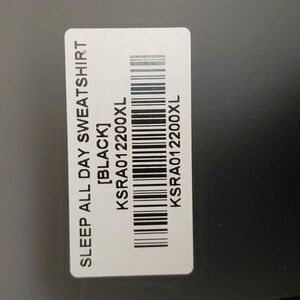 SLEEP ALL DAY SWEATSHIRT
[BLACK]
KSRA012200XL
KSRA012200XL